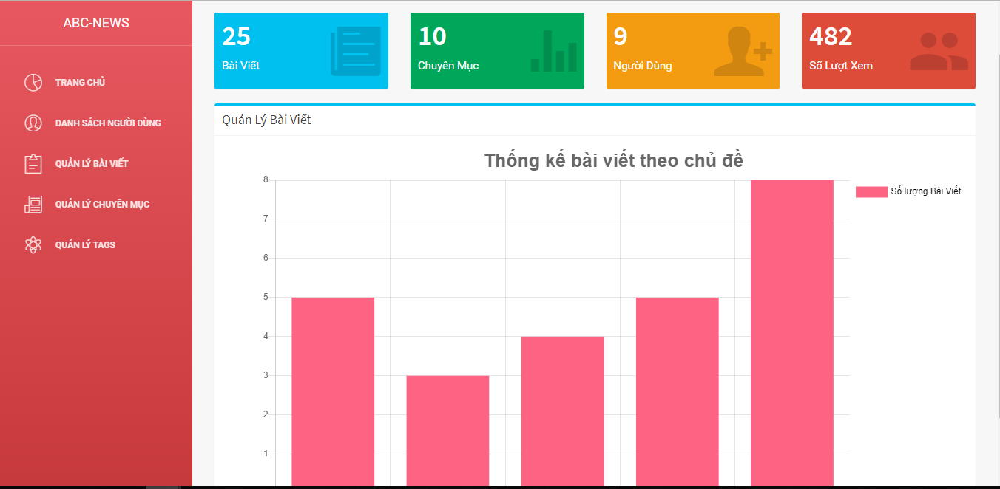 ABC-NEWS
TRANG CHỦ
DANH SÁCH NGƯỜI DÙNG
QUẢN LÝ BÀI VIẾT
QUẢN LÝ CHUYÊN MỤC
QUẢN LÝ TAGS
25
Bài Viết
10
Chuyên Mục
9
Người Dùng
482
Số Lượt Xem
Quản Lý Bài Viết
Thống kế bài viết theo chủ đề
Số lượng Bài Viết
8
7
6
5
4
3
2
1